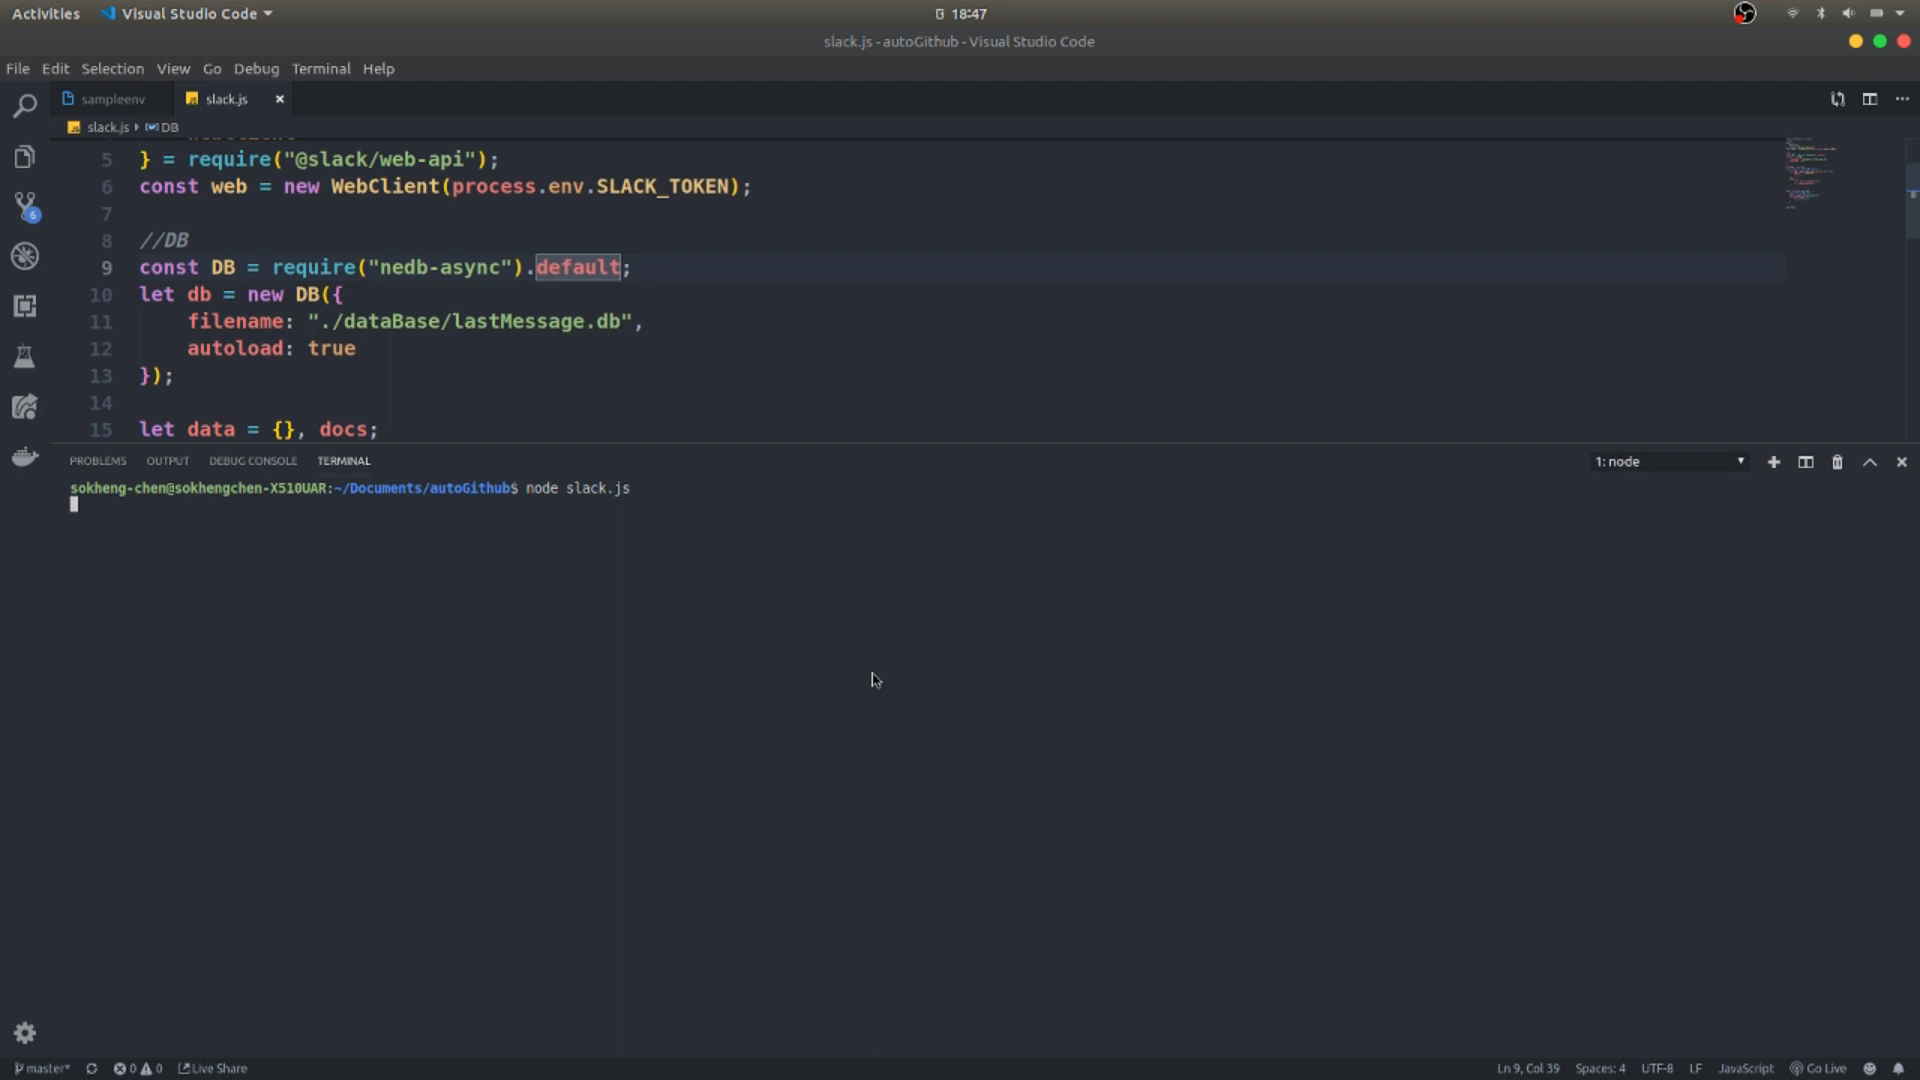 Activities Visual Studio Code 18:47
slack.js - autoGithub - Visual Studio Code
File Edit Selection View Go Debug Terminal Help
sampleenv slack.js
slack.js DB
5 } = require("@slack/web-api");
6 const web = new WebClient(process.env.SLACK_TOKEN);
7
8 //DB
9 const DB = require("nedb-async").default;
10 let db = new DB({
11 filename: "./dataBase/lastMessage.db",
12 autoload: true
13 });
14
15 let data = {}, docs;
PROBLEMS OUTPUT DEBUG CONSOLE TERMINAL 1: node
sokheng-chen@sokhengchen-X510UAR:~/Documents/autoGithub$ node slack.js
6
master* 0 0 Live Share Ln 9, Col 39 Spaces: 4 UTF-8 LF JavaScript Go Live